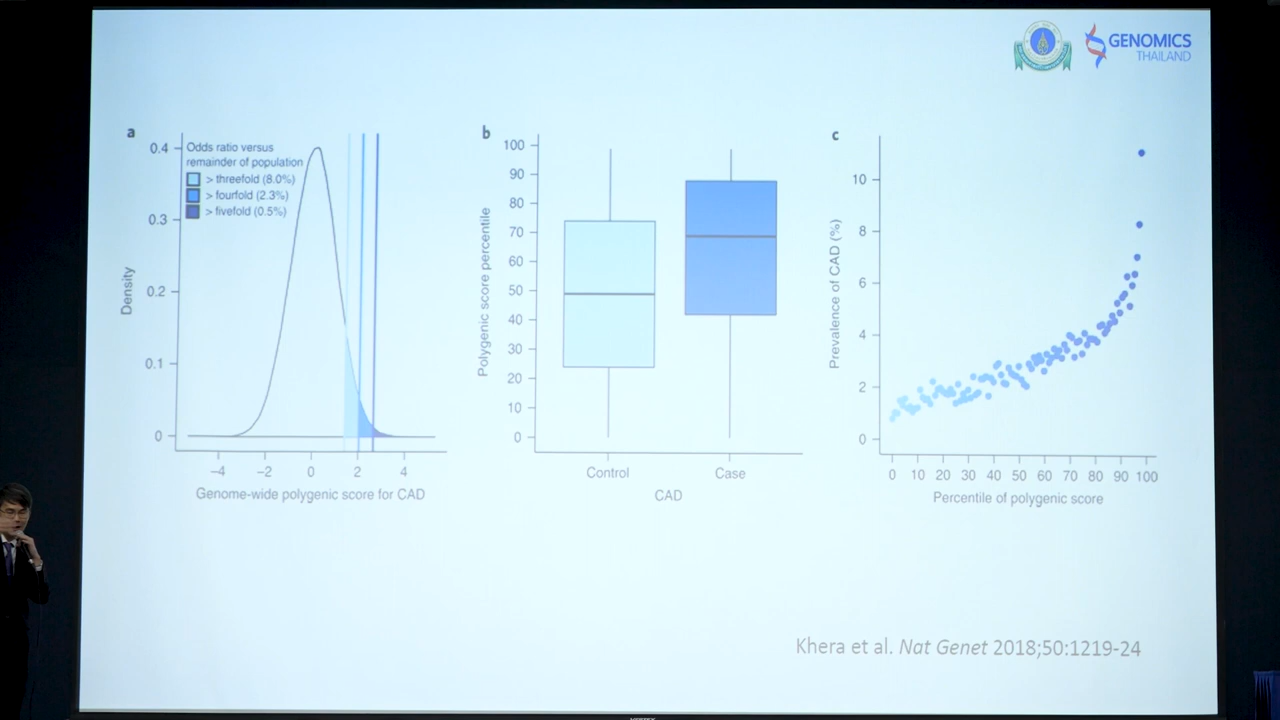 GENOMICS
THAILAND
a
Odds ratio versus
remainder of population
> threefold (8.0%)
> fourfold (2.3%)
> fivefold (0.5%)
Density
0.4
0.3
0.2
0.1
0
−4 −2 0 2 4
Genome-wide polygenic score for CAD
b
Polygenic score percentile
100
90
80
70
60
50
40
30
20
10
0
Control Case
CAD
c
Prevalence of CAD (%)
10
8
6
4
2
0
0 10 20 30 40 50 60 70 80 90 100
Percentile of polygenic score
Khera et al. Nat Genet 2018;50:1219-24